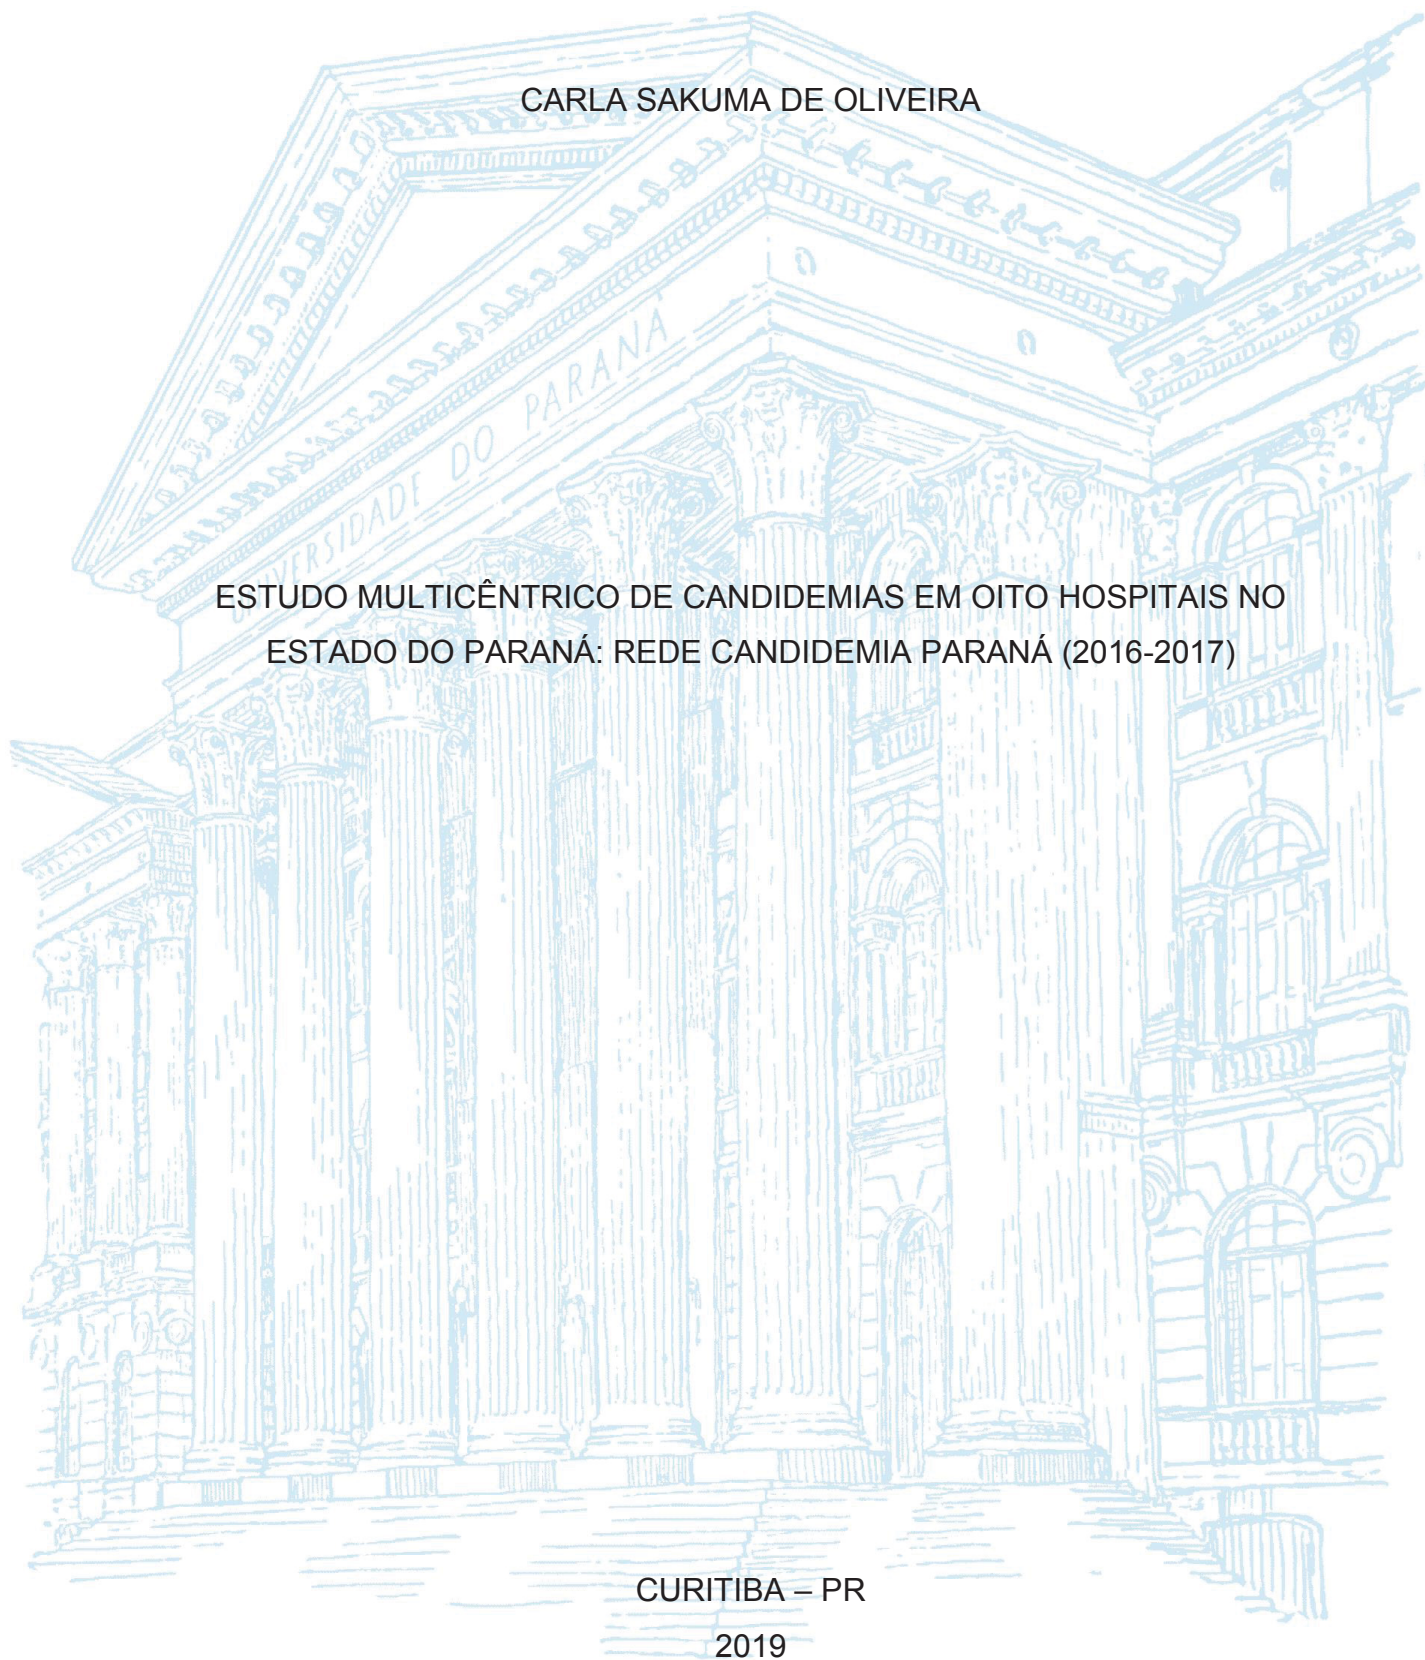 CARLA SAKUMA DE OLIVEIRA
UNIVERSIDADE DO PARANÁ
ESTUDO MULTICÊNTRICO DE CANDIDEMIAS EM OITO HOSPITAIS NO
ESTADO DO PARANÁ: REDE CANDIDEMIA PARANÁ (2016-2017)
CURITIBA – PR
2019